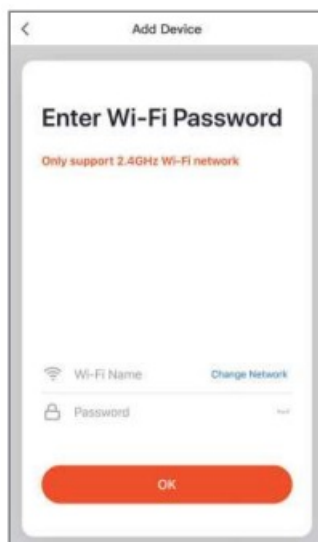 Add Device
Enter Wi-Fi Password
Only support 2.4GHz Wi-Fi network
Wi-Fi Name Change Network
Password
OK